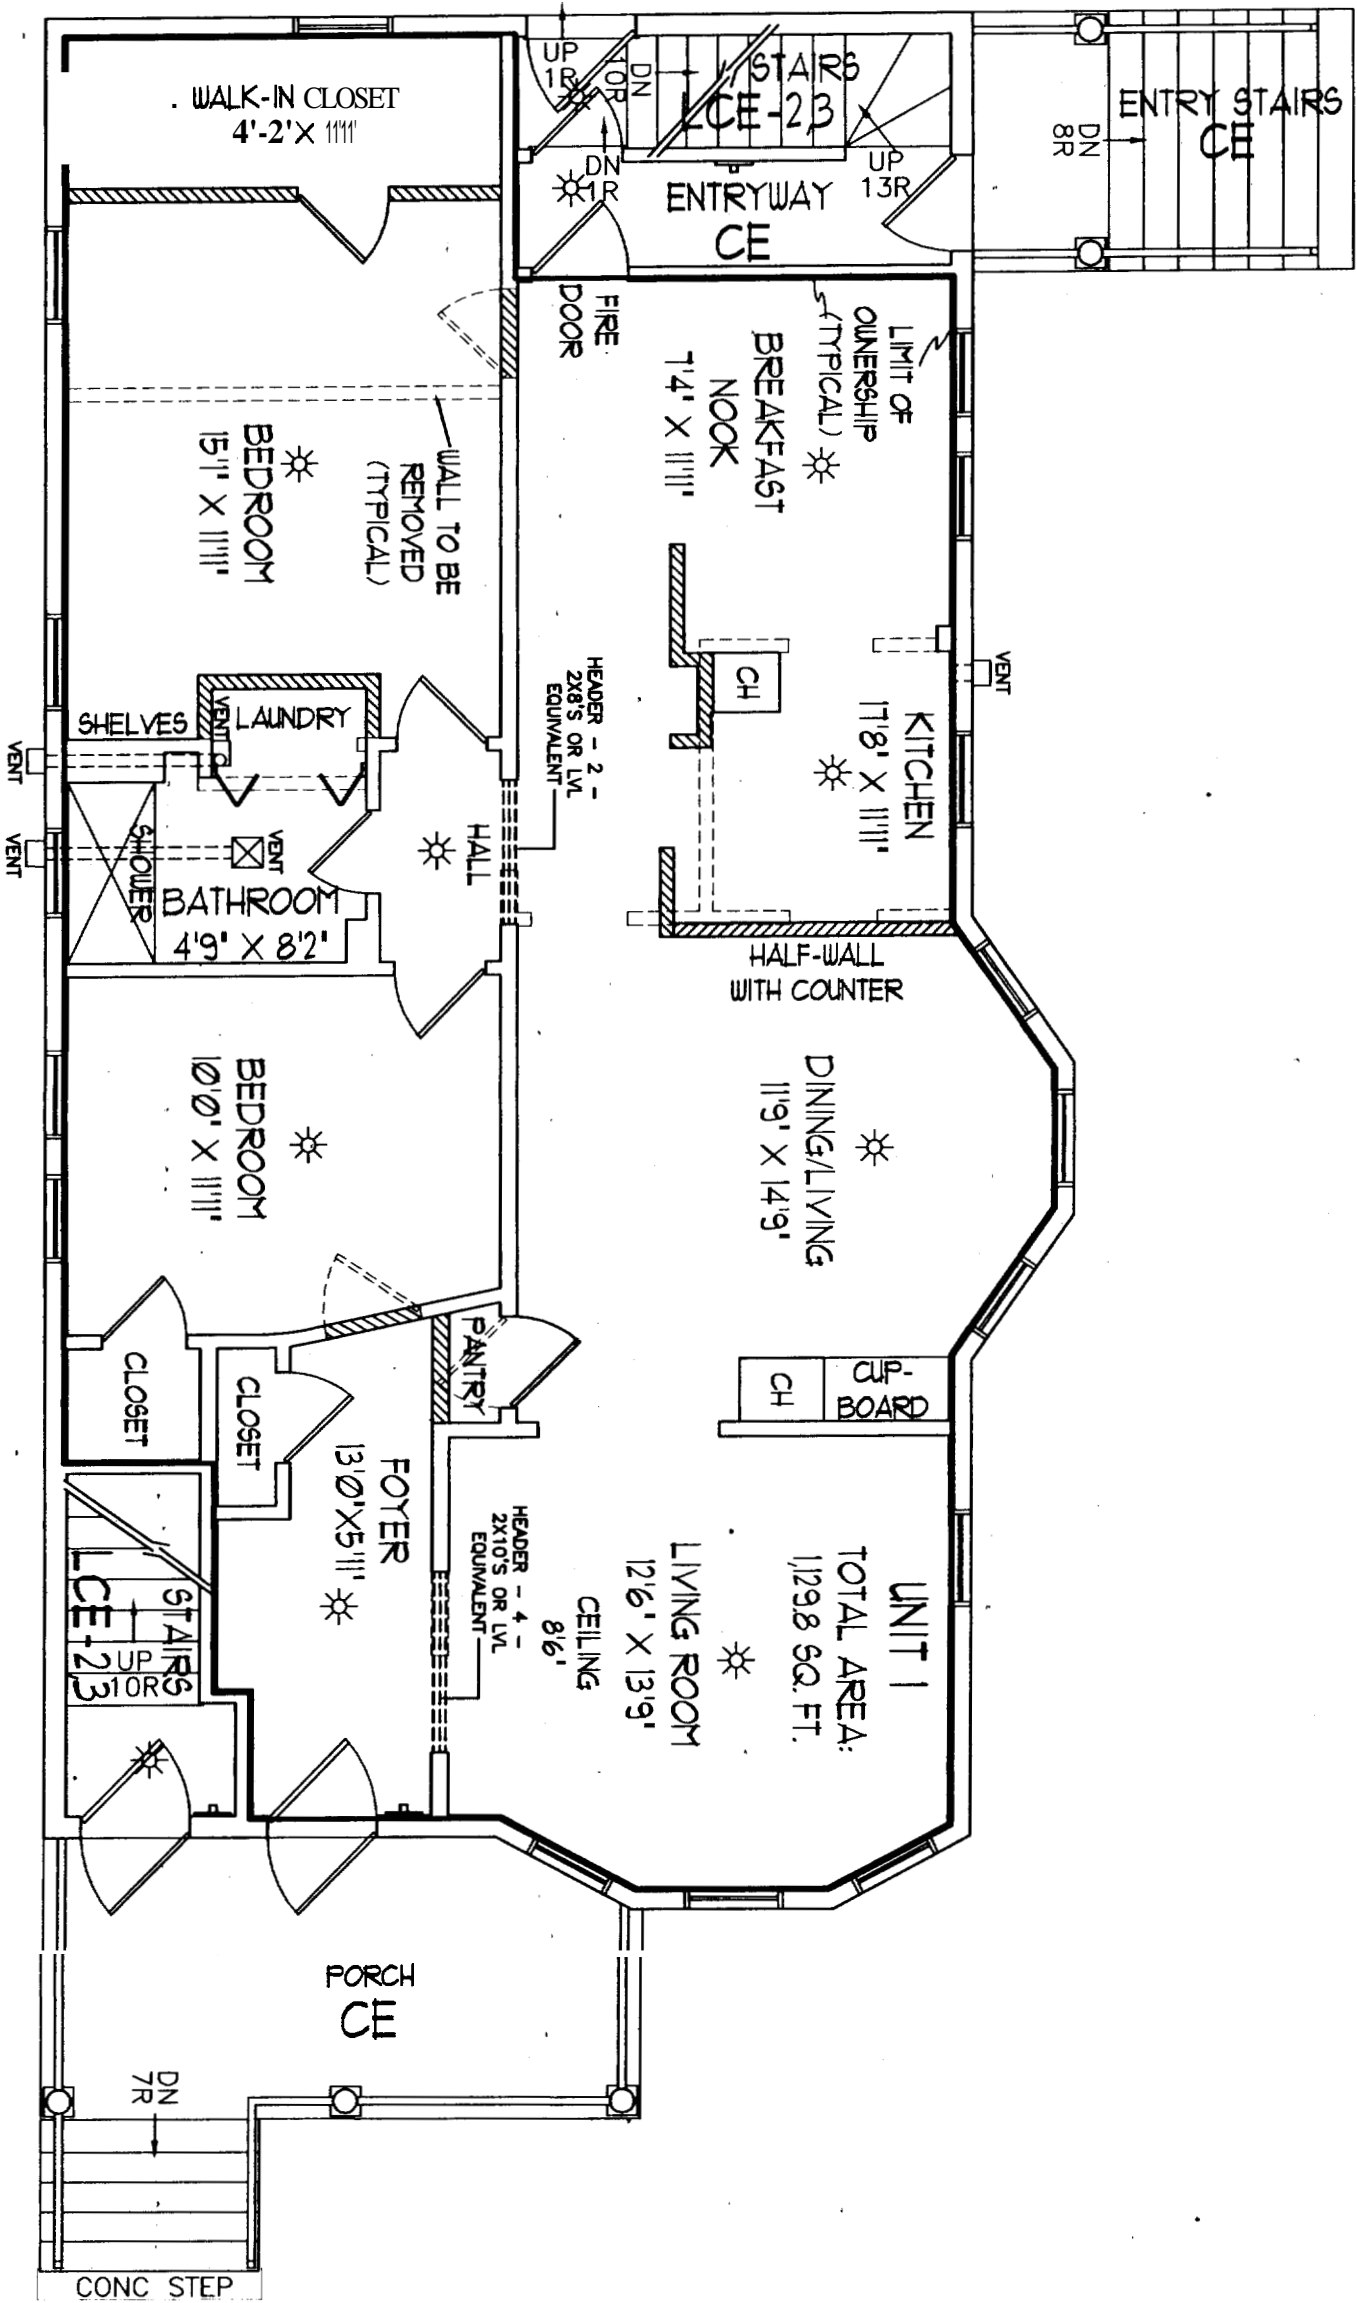 . WALK-IN CLOSET
4'-2' X 11'11'
UP
1R
DN
10R
STAIRS
LCE-2,3
DN
1R
UP
13R
ENTRYWAY
CE
ENTRY STAIRS
CE
DN
8R
FIRE
DOOR
LIMIT OF
OWNERSHIP
(TYPICAL)
BREAKFAST
NOOK
7'4" X 11'11"
BEDROOM
15'1" X 11'11"
WALL TO BE
REMOVED
(TYPICAL)
HEADER - 2 -
2X8'S OR LVL
EQUIVALENT
CH
VENT
KITCHEN
17'8" X 11'11"
SHELVES
VENT
LAUNDRY
VENT
VENT
SHOWER
VENT
BATHROOM
4'9" X 8'2"
HALL
HALF-WALL
WITH COUNTER
DINING/LIVING
11'9" X 14'9"
BEDROOM
10'0" X 11'11"
PANTRY
CLOSET
CLOSET
CH
CUP-
BOARD
FOYER
13'0"X5'11"
HEADER - 4 -
2X10'S OR LVL
EQUIVALENT
UNIT 1
TOTAL AREA:
1,129.8 SQ. FT.
LIVING ROOM
12'6" X 13'9"
CEILING
8'6"
STAIRS
LCE-2,3
UP
10R
PORCH
CE
DN
7R
CONC STEP